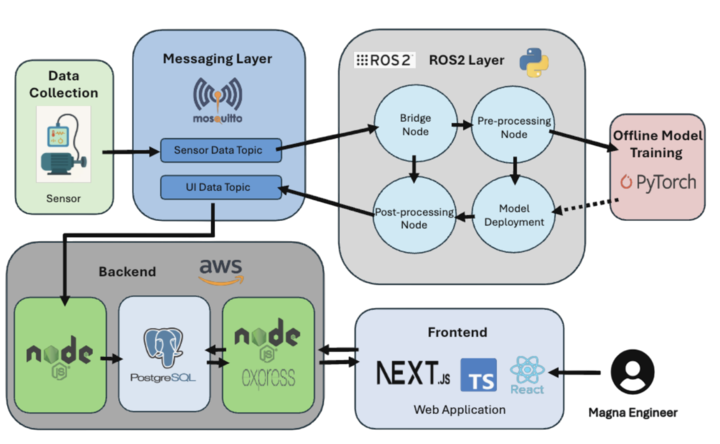 Data
Collection
Sensor
Messaging Layer
mosquitto
Sensor Data Topic
UI Data Topic
ROS2
ROS2 Layer
Bridge
Node
Pre-processing
Node
Post-processing
Node
Model
Deployment
Offline Model
Training
PyTorch
Backend
aws
node
JS
PostgreSQL
node
JS
express
Frontend
NEXT.JS
TS
React
Web Application
Magna Engineer